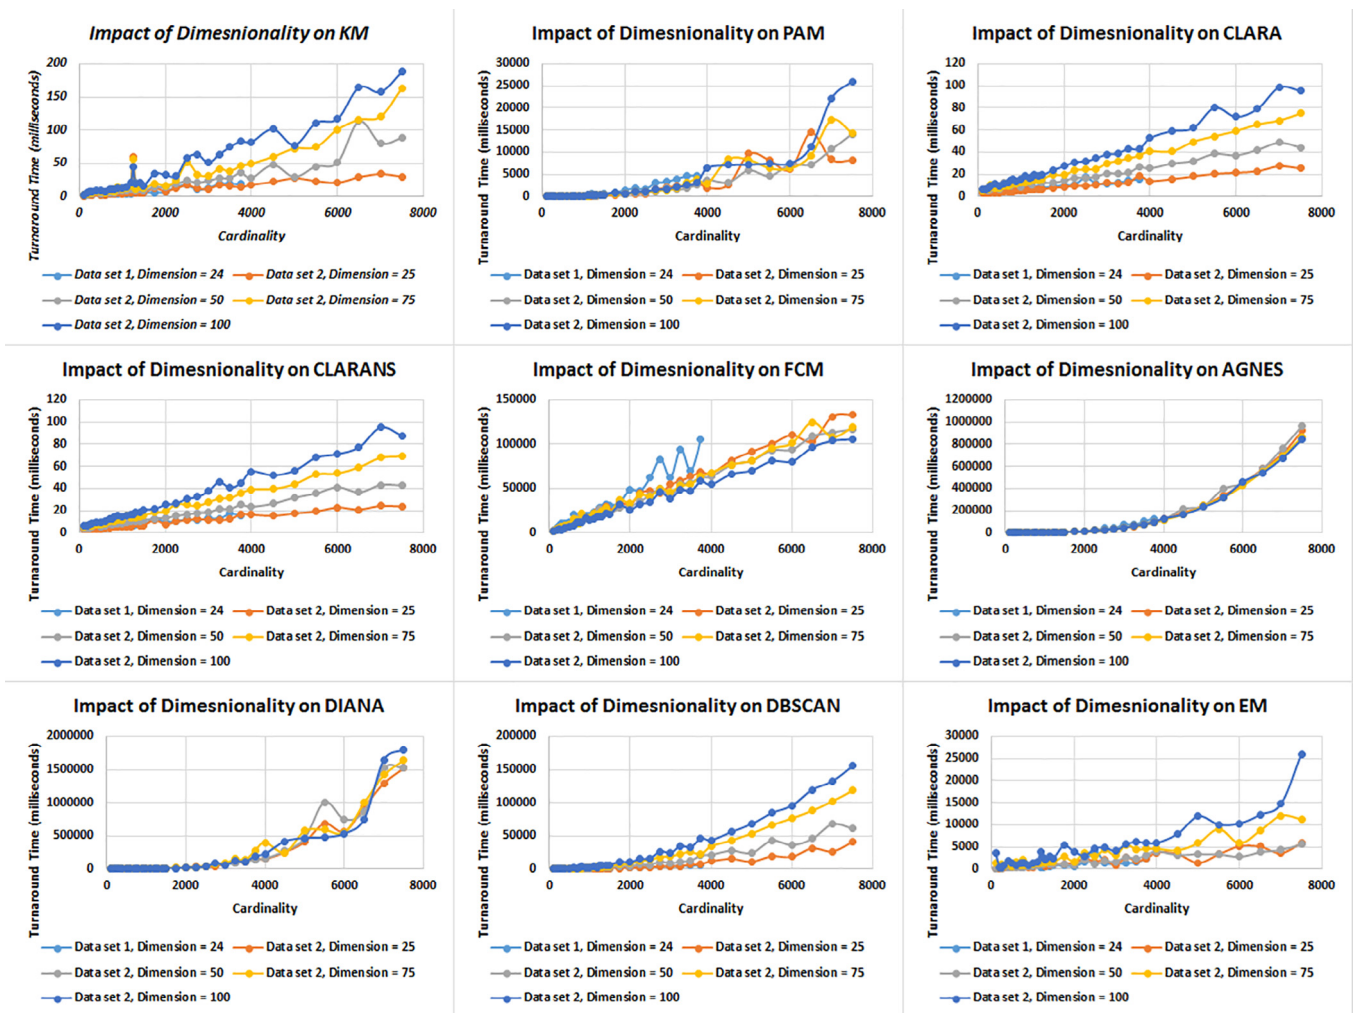 Impact of Dimesnionality on KM
Turnaround Time (milliseconds)
200
150
100
50
0
0 2000 4000 6000 8000
Cardinality
Data set 1, Dimension = 24 Data set 2, Dimension = 25
Data set 2, Dimension = 50 Data set 2, Dimension = 75
Data set 2, Dimension = 100
Impact of Dimesnionality on PAM
Turnaround Time (milliseconds)
30000
25000
20000
15000
10000
5000
0
0 2000 4000 6000 8000
Cardinality
Data set 1, Dimension = 24 Data set 2, Dimension = 25
Data set 2, Dimension = 50 Data set 2, Dimension = 75
Data set 2, Dimension = 100
Impact of Dimesnionality on CLARA
Turnaround Time (milliseconds)
120
100
80
60
40
20
0
0 2000 4000 6000 8000
Cardinality
Data set 1, Dimension = 24 Data set 2, Dimension = 25
Data set 2, Dimension = 50 Data set 2, Dimension = 75
Data set 2, Dimension = 100
Impact of Dimesnionality on CLARANS
Turnaround Time (milliseconds)
120
100
80
60
40
20
0
0 2000 4000 6000 8000
Cardinality
Data set 1, Dimension = 24 Data set 2, Dimension = 25
Data set 2, Dimension = 50 Data set 2, Dimension = 75
Data set 2, Dimension = 100
Impact of Dimesnionality on FCM
Turnaround Time (milliseconds)
150000
100000
50000
0
0 2000 4000 6000 8000
Cardinality
Data set 1, Dimension = 24 Data set 2, Dimension = 25
Data set 2, Dimension = 50 Data set 2, Dimension = 75
Data set 2, Dimension = 100
Impact of Dimesnionality on AGNES
Turnaround Time (milliseconds)
1200000
1000000
800000
600000
400000
200000
0
0 2000 4000 6000 8000
Cardinality
Data set 1, Dimension = 24 Data set 2, Dimension = 25
Data set 2, Dimension = 50 Data set 2, Dimension = 75
Data set 2, Dimension = 100
Impact of Dimesnionality on DIANA
Turnaround Time (milliseconds)
2000000
1500000
1000000
500000
0
0 2000 4000 6000 8000
Cardinality
Data set 1, Dimension = 24 Data set 2, Dimension = 25
Data set 2, Dimension = 50 Data set 2, Dimension = 75
Data set 2, Dimension = 100
Impact of Dimesnionality on DBSCAN
Turnaround Time (milliseconds)
200000
150000
100000
50000
0
0 2000 4000 6000 8000
Cardinality
Data set 1, Dimension = 24 Data set 2, Dimension = 25
Data set 2, Dimension = 50 Data set 2, Dimension = 75
Data set 2, Dimension = 100
Impact of Dimesnionality on EM
Turnaround Time (milliseconds)
30000
25000
20000
15000
10000
5000
0
0 2000 4000 6000 8000
Cardinality
Data set 1, Dimension = 24 Data set 2, Dimension = 25
Data set 2, Dimension = 50 Data set 2, Dimension = 75
Data set 2, Dimension = 100